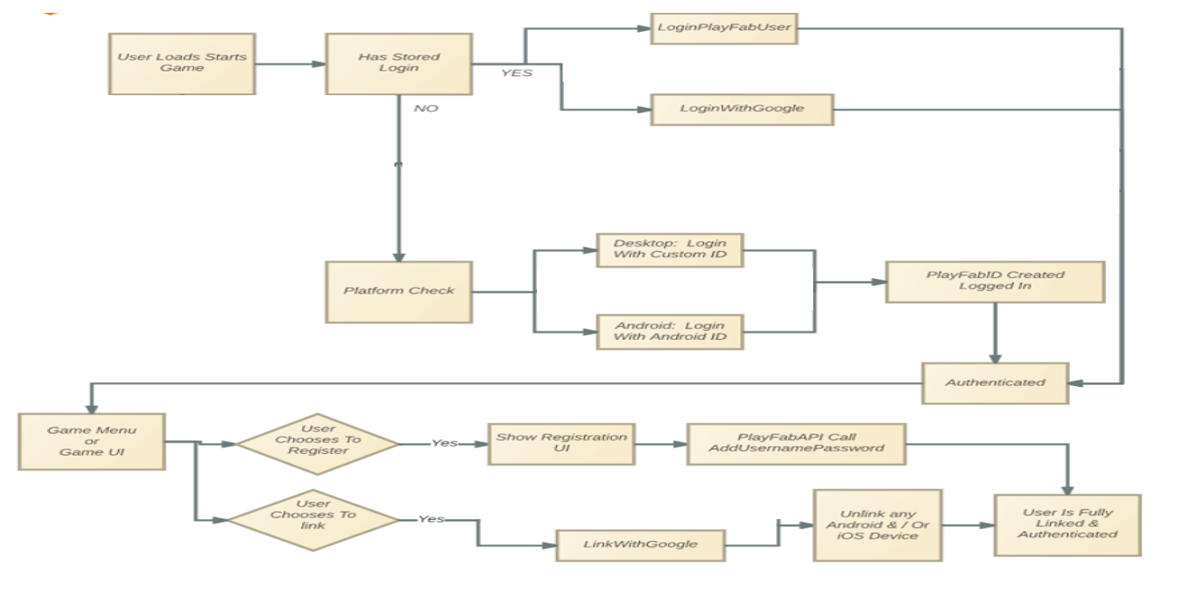 User Loads Starts
Game
Has Stored
Login
YES
NO
LoginPlayFabUser
LoginWithGoogle
Platform Check
Desktop: Login
With Custom ID
Android: Login
With Android ID
PlayFabID Created
Logged In
Authenticated
Game Menu
or
Game UI
User
Chooses To
Register
Yes
Show Registration
UI
PlayFabAPI Call
AddUsernamePassword
User
Chooses To
link
Yes
LinkWithGoogle
Unlink any
Android & / Or
iOS Device
User Is Fully
Linked &
Authenticated